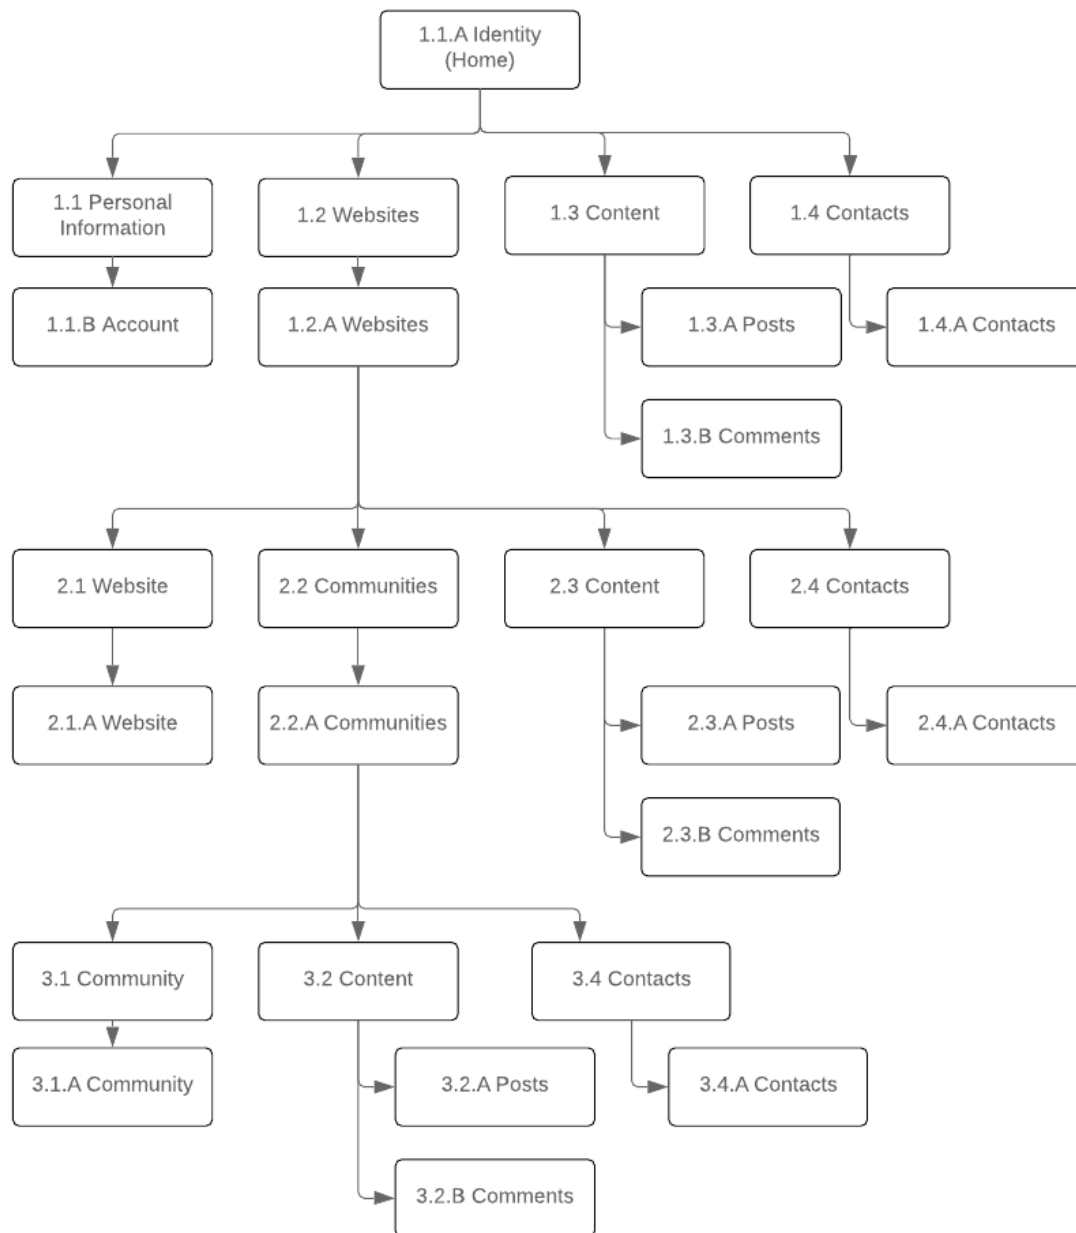 1.1.A Identity
(Home)
1.1 Personal
Information
1.2 Websites
1.3 Content
1.4 Contacts
1.1.B Account
1.2.A Websites
1.3.A Posts
1.4.A Contacts
1.3.B Comments
2.1 Website
2.2 Communities
2.3 Content
2.4 Contacts
2.1.A Website
2.2.A Communities
2.3.A Posts
2.4.A Contacts
2.3.B Comments
3.1 Community
3.2 Content
3.4 Contacts
3.1.A Community
3.2.A Posts
3.4.A Contacts
3.2.B Comments